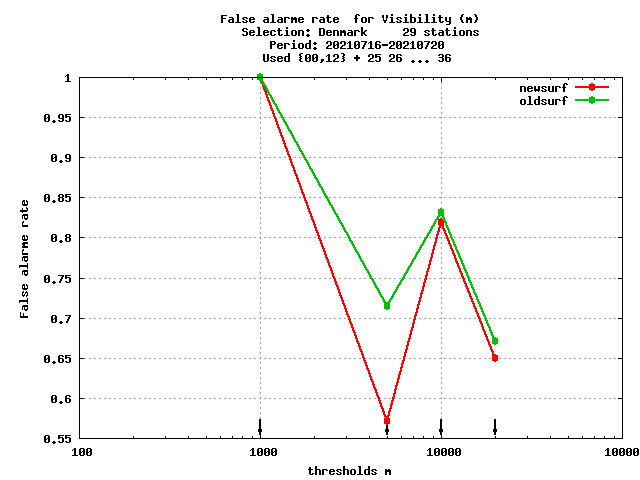 False alarme rate  for Visibility (m)
Selection: Denmark     29 stations
Period: 20210716-20210720
Used {00,12} + 25 26 ... 36
newsurf
oldsurf
1
0.95
0.9
0.85
0.8
0.75
0.7
0.65
0.6
0.55
False alarme rate
100
1000
10000
10000
thresholds m